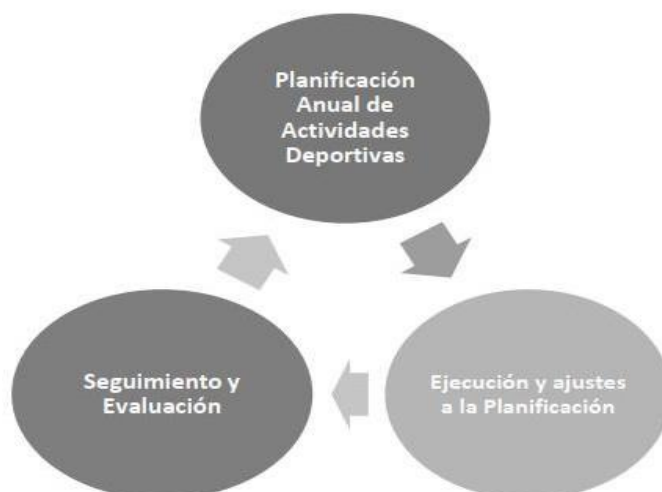 Planificación
Anual de
Actividades
Deportivas
Ejecución y ajustes
a la Planificación
Seguimiento y
Evaluación